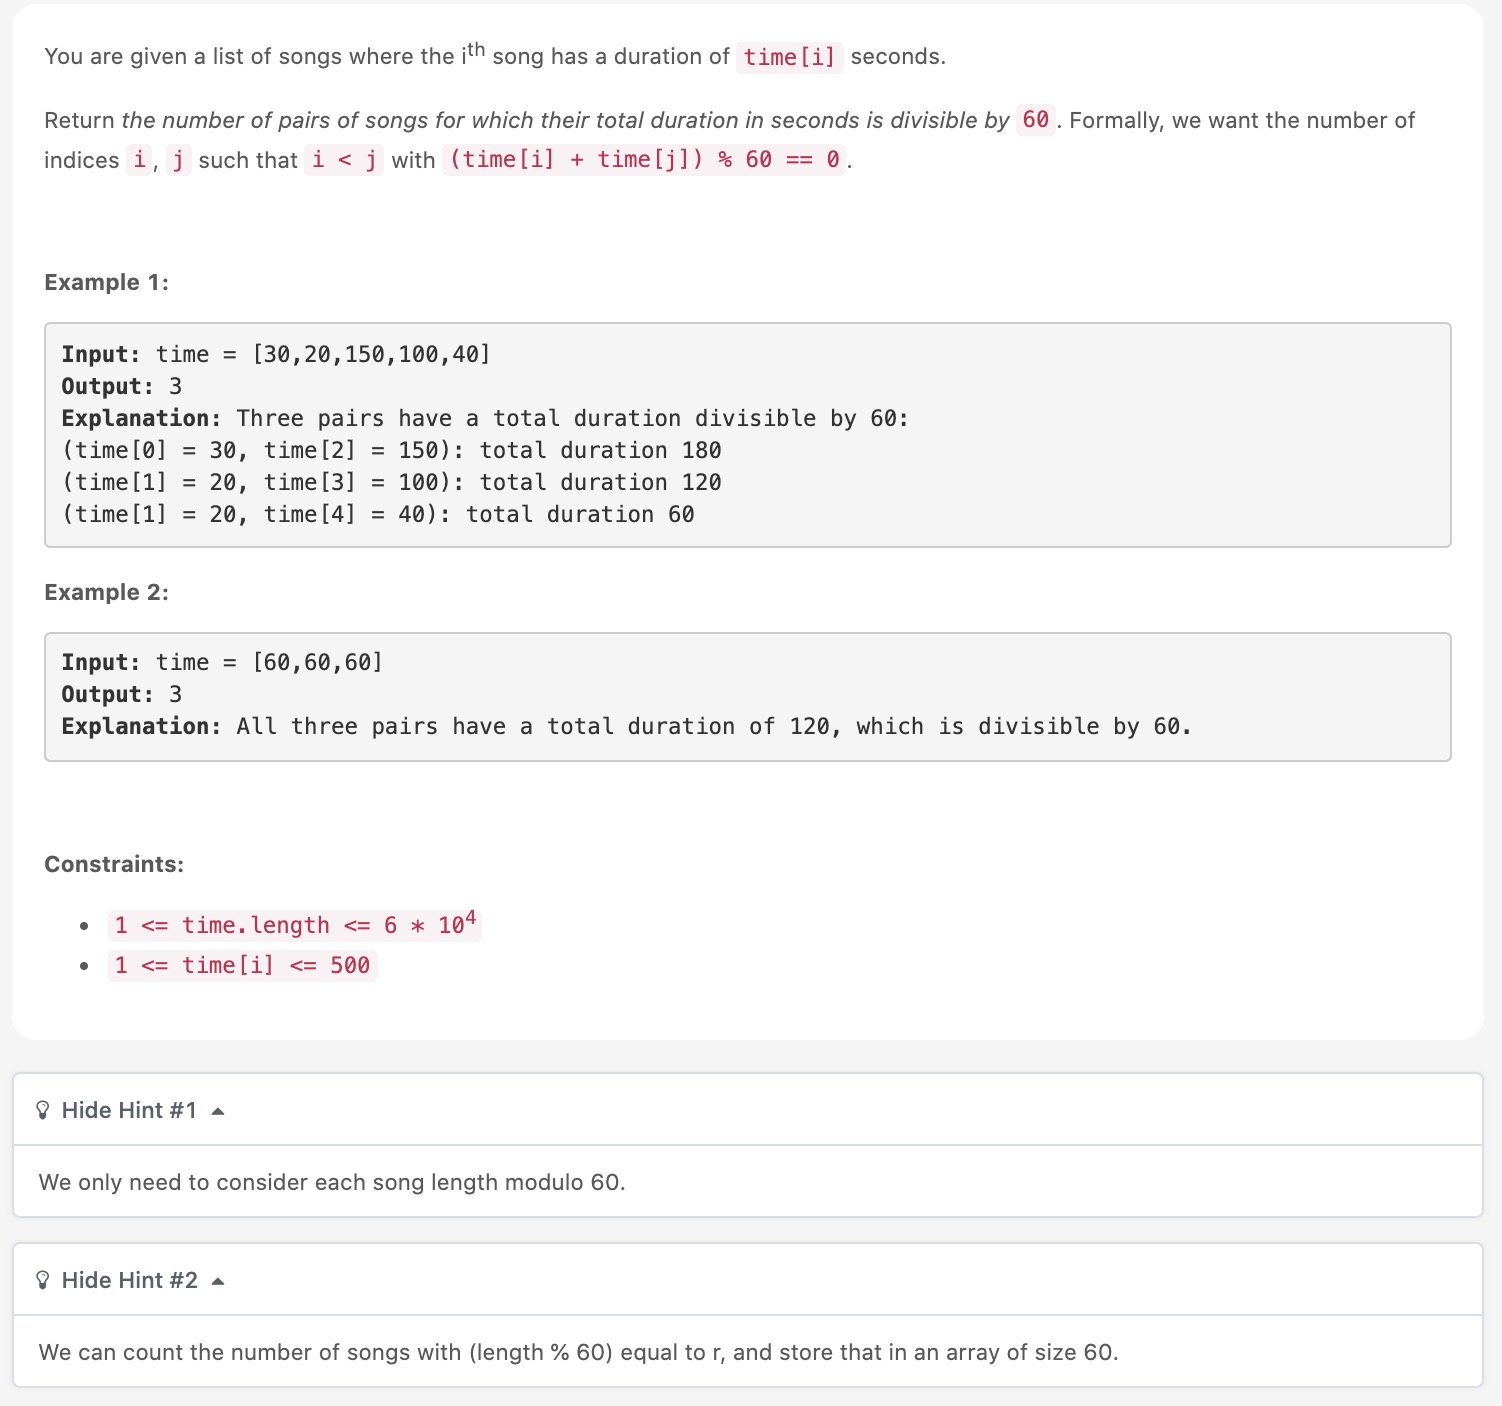 You are given a list of songs where the ith song has a duration of time[i] seconds.
Return the number of pairs of songs for which their total duration in seconds is divisible by 60. Formally, we want the number of
indices i, j such that i < j with (time[i] + time[j]) % 60 == 0.
Example 1:
Input: time = [30,20,150,100,40]
Output: 3
Explanation: Three pairs have a total duration divisible by 60:
(time[0] = 30, time[2] = 150): total duration 180
(time[1] = 20, time[3] = 100): total duration 120
(time[1] = 20, time[4] = 40): total duration 60
Example 2:
Input: time = [60,60,60]
Output: 3
Explanation: All three pairs have a total duration of 120, which is divisible by 60.
Constraints:
• 1 <= time.length <= 6 * 10⁴
• 1 <= time[i] <= 500
Hide Hint #1
We only need to consider each song length modulo 60.
Hide Hint #2
We can count the number of songs with (length % 60) equal to r, and store that in an array of size 60.